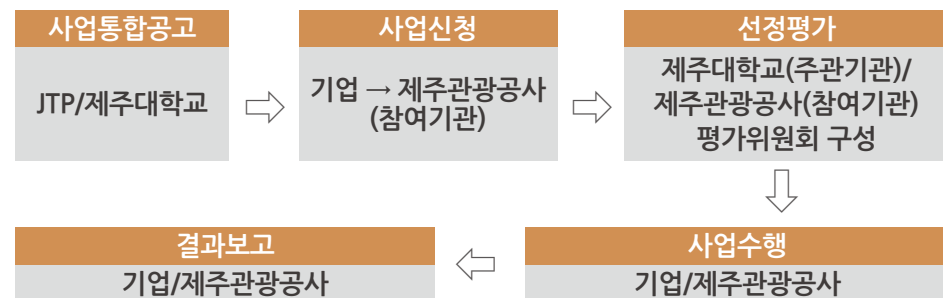 사업통합공고
JTP/제주대학교
사업신청
기업 → 제주관광공사
(참여기관)
선정평가
제주대학교(주관기관)/
제주관광공사(참여기관)
평가위원회 구성
사업수행
기업/제주관광공사
결과보고
기업/제주관광공사